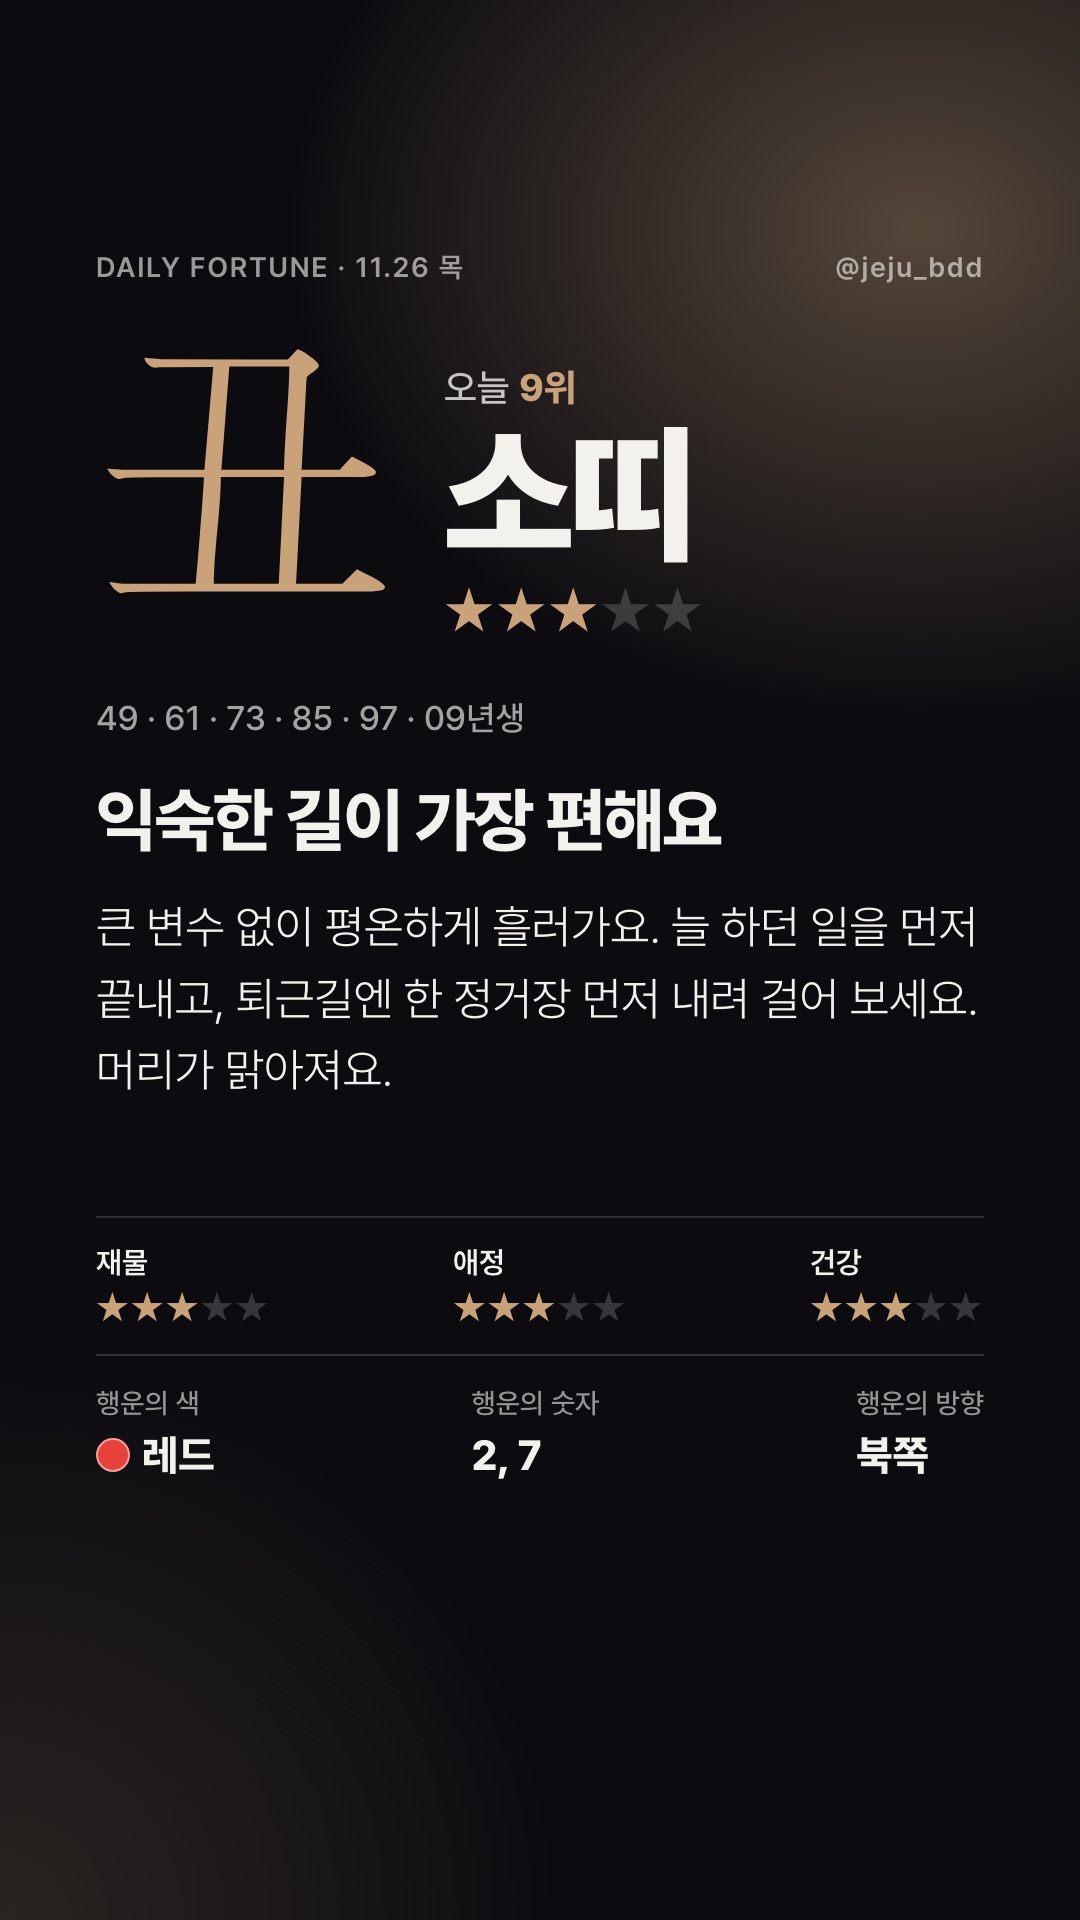 DAILY FORTUNE · 11.26 목
@jeju_bdd
丑
오늘 9위
소띠
★★★★★
49 · 61 · 73 · 85 · 97 · 09년생
익숙한 길이 가장 편해요
큰 변수 없이 평온하게 흘러가요. 늘 하던 일을 먼저
끝내고, 퇴근길엔 한 정거장 먼저 내려 걸어 보세요.
머리가 맑아져요.
재물 애정 건강
★★★★★ ★★★★★ ★★★★★
행운의 색 행운의 숫자 행운의 방향
레드 2, 7 북쪽